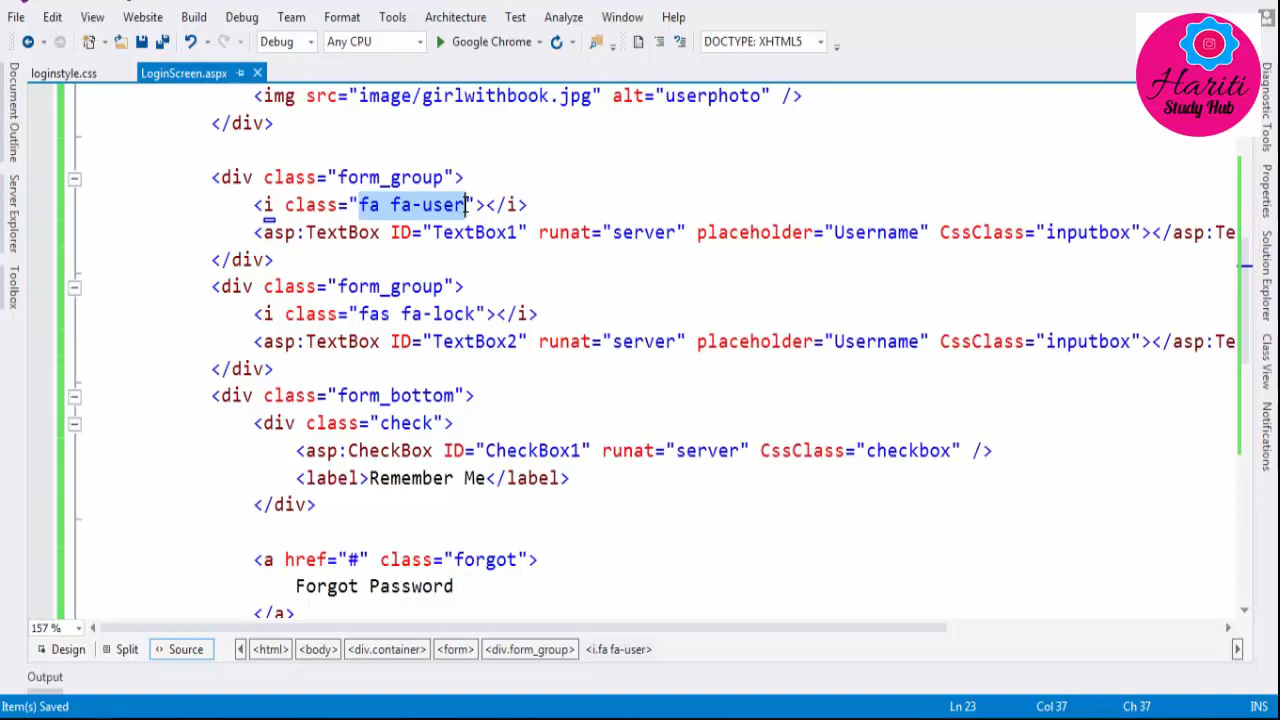 File Edit View Website Build Debug Team Format Tools Architecture Test Analyze Window Help
Debug Any CPU Google Chrome DOCTYPE: XHTML5
loginstyle.css LoginScreen.aspx
Hariti
Study Hub
Document Outline
Server Explorer
Toolbox
<img src="image/girlwithbook.jpg" alt="userphoto" />
</div>
<div class="form_group">
<i class="fa fa-user"></i>
<asp:TextBox ID="TextBox1" runat="server" placeholder="Username" CssClass="inputbox"></asp:Te
</div>
<div class="form_group">
<i class="fas fa-lock"></i>
<asp:TextBox ID="TextBox2" runat="server" placeholder="Username" CssClass="inputbox"></asp:Te
</div>
<div class="form_bottom">
<div class="check">
<asp:CheckBox ID="CheckBox1" runat="server" CssClass="checkbox" />
<label>Remember Me</label>
</div>
<a href="#" class="forgot">
Forgot Password
</a>
Diagnostic Tools
Properties
Solution Explorer
Class View
Notifications
157 %
Design Split Source <html> <body> <div.container> <form> <div.form_group> <i.fa fa-user>
Output
Item(s) Saved Ln 23 Col 37 Ch 37 INS